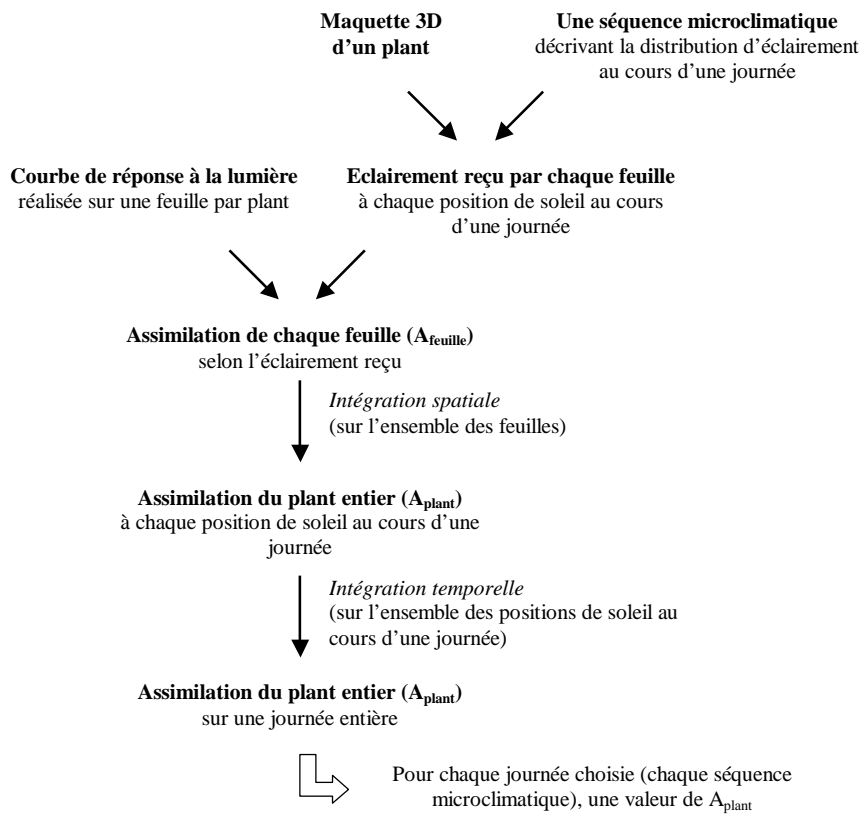 Maquette 3D
d’un plant
Une séquence microclimatique
décrivant la distribution d’éclairement
au cours d’une journée
Courbe de réponse à la lumière
réalisée sur une feuille par plant
Eclairement reçu par chaque feuille
à chaque position de soleil au cours
d’une journée
Assimilation de chaque feuille (Afeuille)
selon l’éclairement reçu
Intégration spatiale
(sur l’ensemble des feuilles)
Assimilation du plant entier (Aplant)
à chaque position de soleil au cours d’une
journée
Intégration temporelle
(sur l’ensemble des positions de soleil au
cours d’une journée)
Assimilation du plant entier (Aplant)
sur une journée entière
Pour chaque journée choisie (chaque séquence
microclimatique), une valeur de Aplant